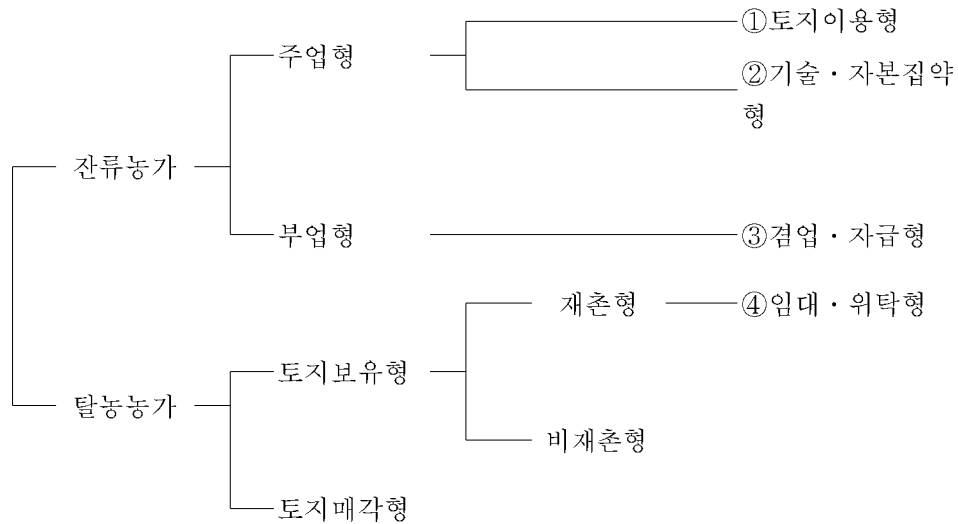 ①토지이용형
주업형
②기술·자본집약
형
잔류농가
부업형
③겸업·자급형
재촌형
④임대·위탁형
토지보유형
탈농농가
비재촌형
토지매각형